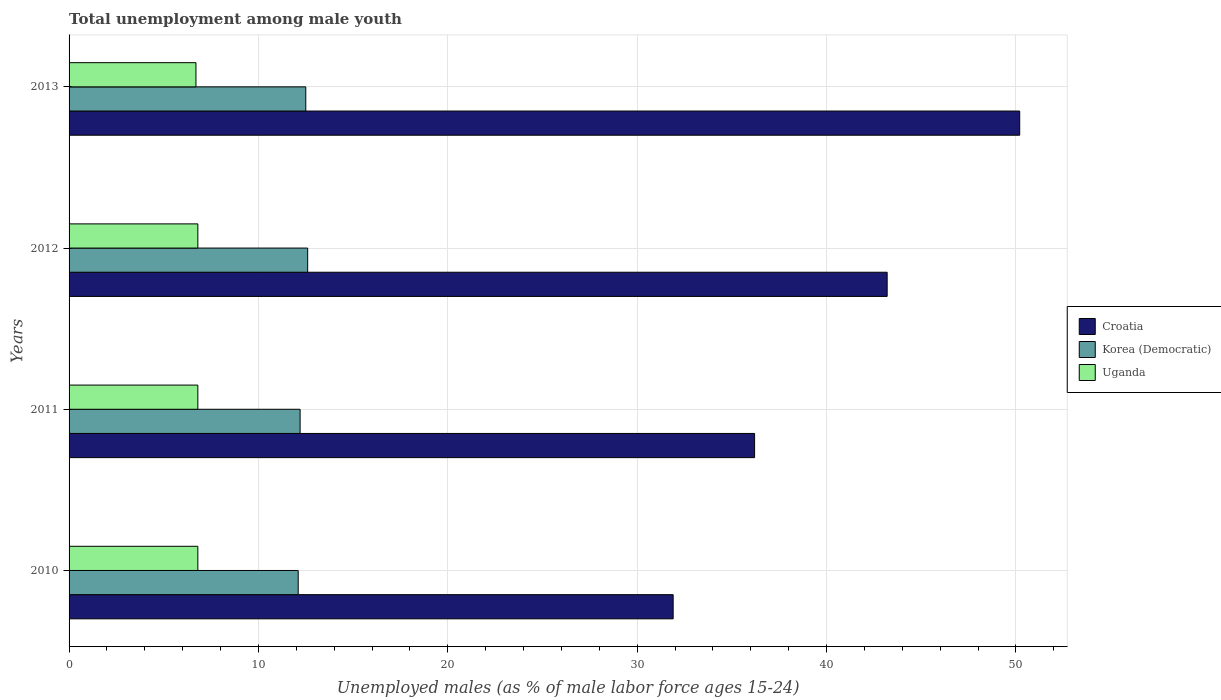 Total unemployment among male youth
2013
2012
2011
2010
Years
0
10
20
30
40
50
Unemployed males (as % of male labor force ages 15-24)
Croatia
Korea (Democratic)
Uganda